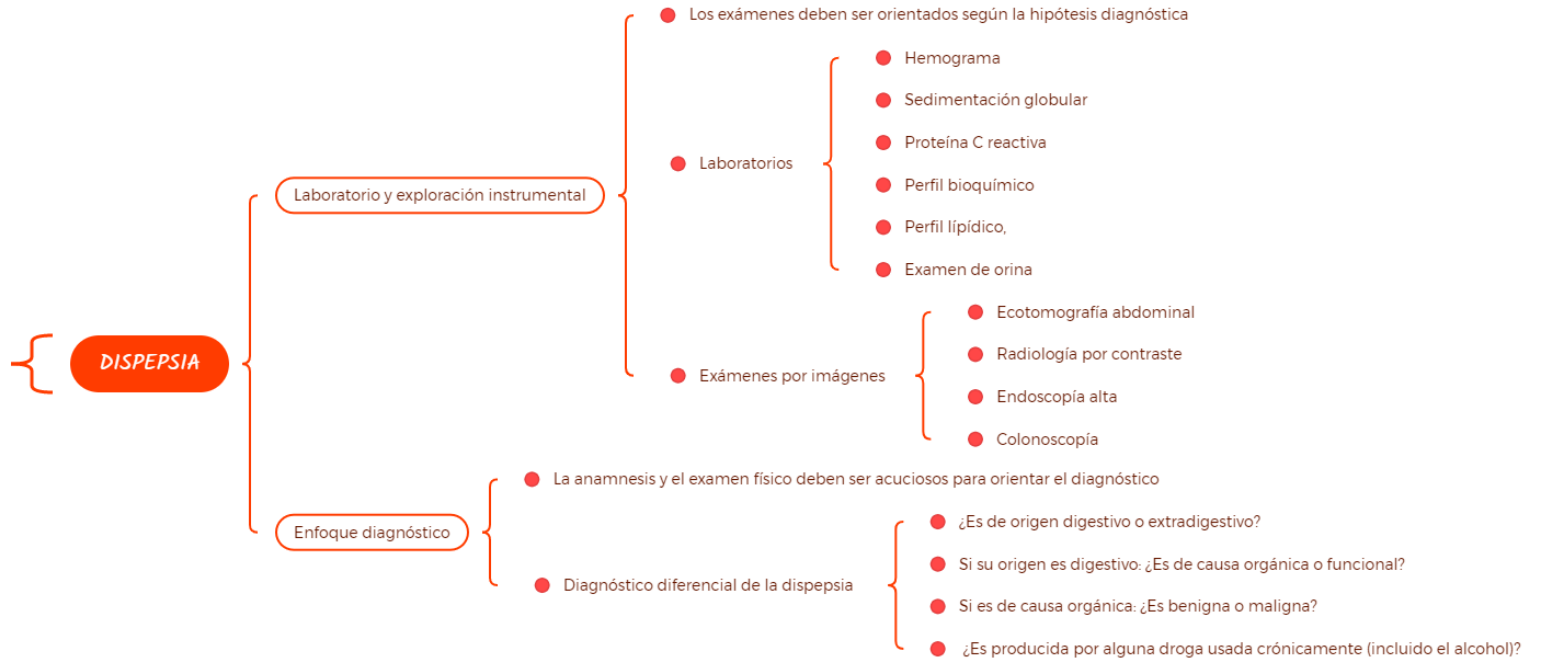 DISPEPSIA
Laboratorio y exploración instrumental
Los exámenes deben ser orientados según la hipótesis diagnóstica
Laboratorios
Hemograma
Sedimentación globular
Proteína C reactiva
Perfil bioquímico
Perfil lípídico,
Examen de orina
Exámenes por imágenes
Ecotomografía abdominal
Radiología por contraste
Endoscopía alta
Colonoscopía
Enfoque diagnóstico
La anamnesis y el examen físico deben ser acuciosos para orientar el diagnóstico
Diagnóstico diferencial de la dispepsia
¿Es de origen digestivo o extradigestivo?
Si su origen es digestivo: ¿Es de causa orgánica o funcional?
Si es de causa orgánica: ¿Es benigna o maligna?
¿Es producida por alguna droga usada crónicamente (incluido el alcohol)?